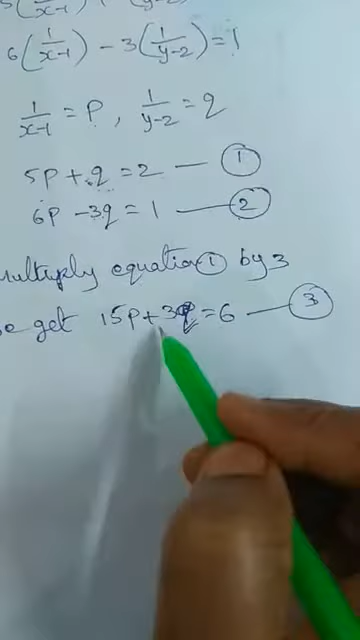 6(1/x-1) - 3(1/y-2) = 1
1/x-1 = P, 1/y-2 = q
5P + q = 2 — ①
6P - 3q = 1 — ②
multiply equation ① by 3
get 15P + 3q = 6 — ③